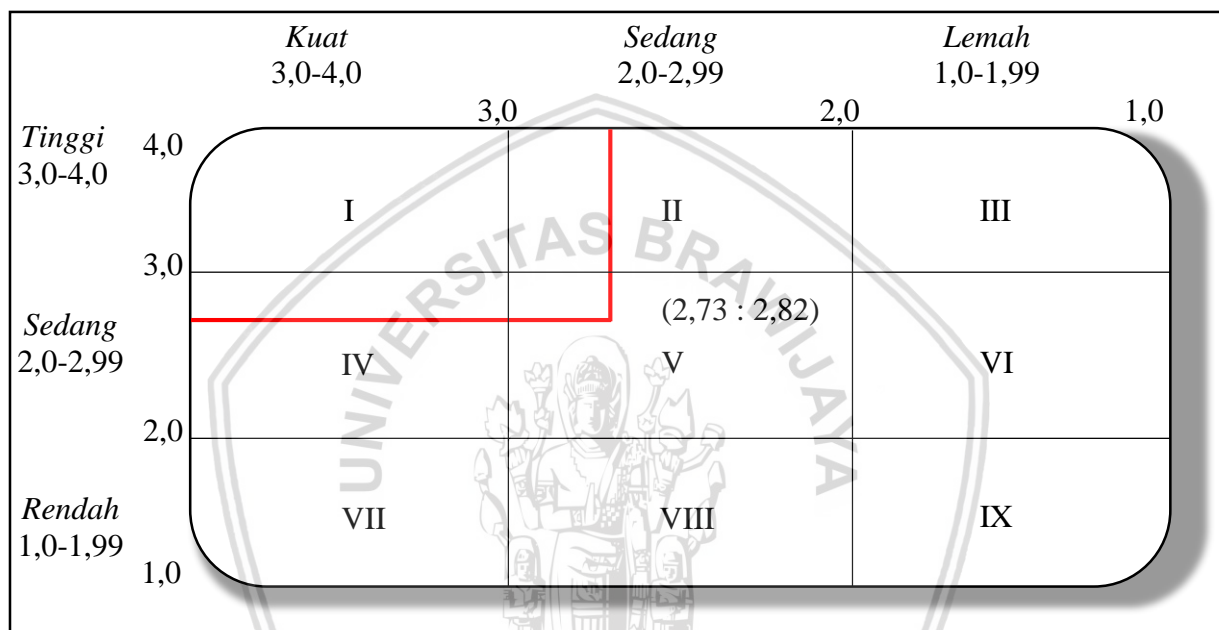 Kuat
3,0-4,0
Sedang
2,0-2,99
Lemah
1,0-1,99
3,0
2,0
1,0
Tinggi
3,0-4,0
4,0
I
II
III
3,0
(2,73 : 2,82)
Sedang
2,0-2,99
IV
V
VI
2,0
Rendah
1,0-1,99
VII
VIII
IX
1,0
UNIVERSITAS BRAWIJAYA